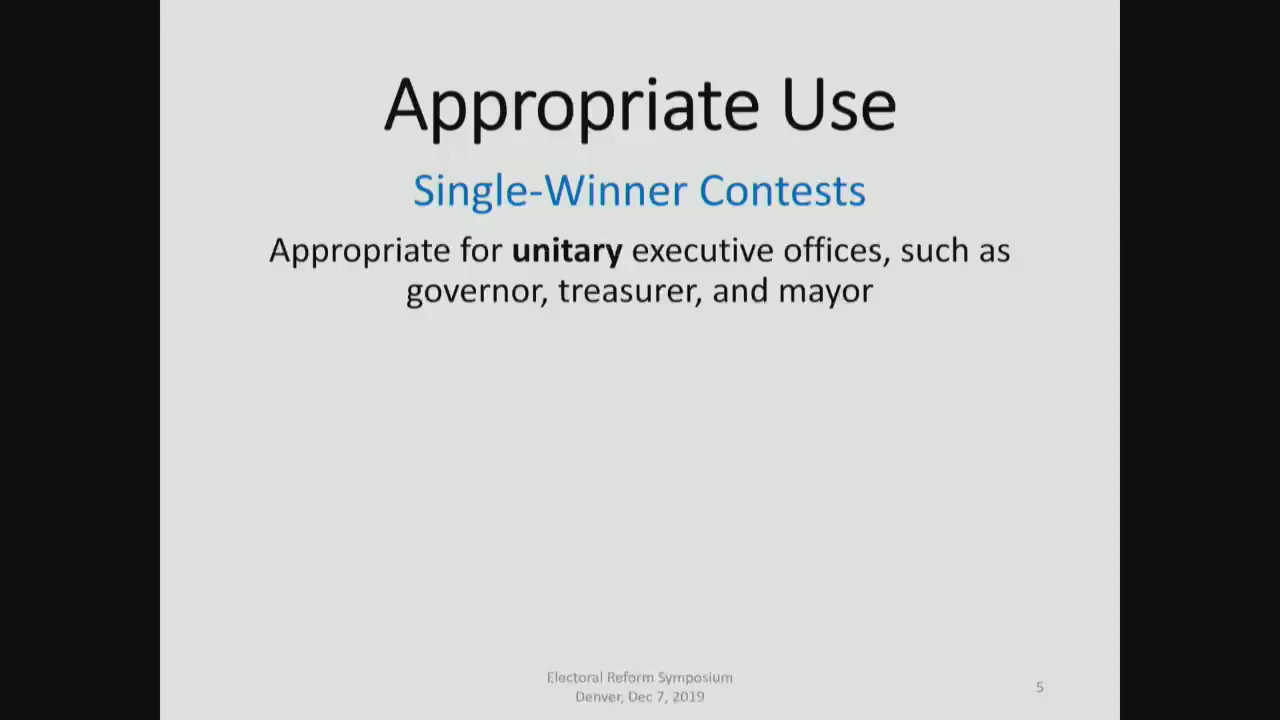 Appropriate Use
Single-Winner Contests
Appropriate for unitary executive offices, such as
governor, treasurer, and mayor
Electoral Reform Symposium
Denver, Dec 7, 2019
5